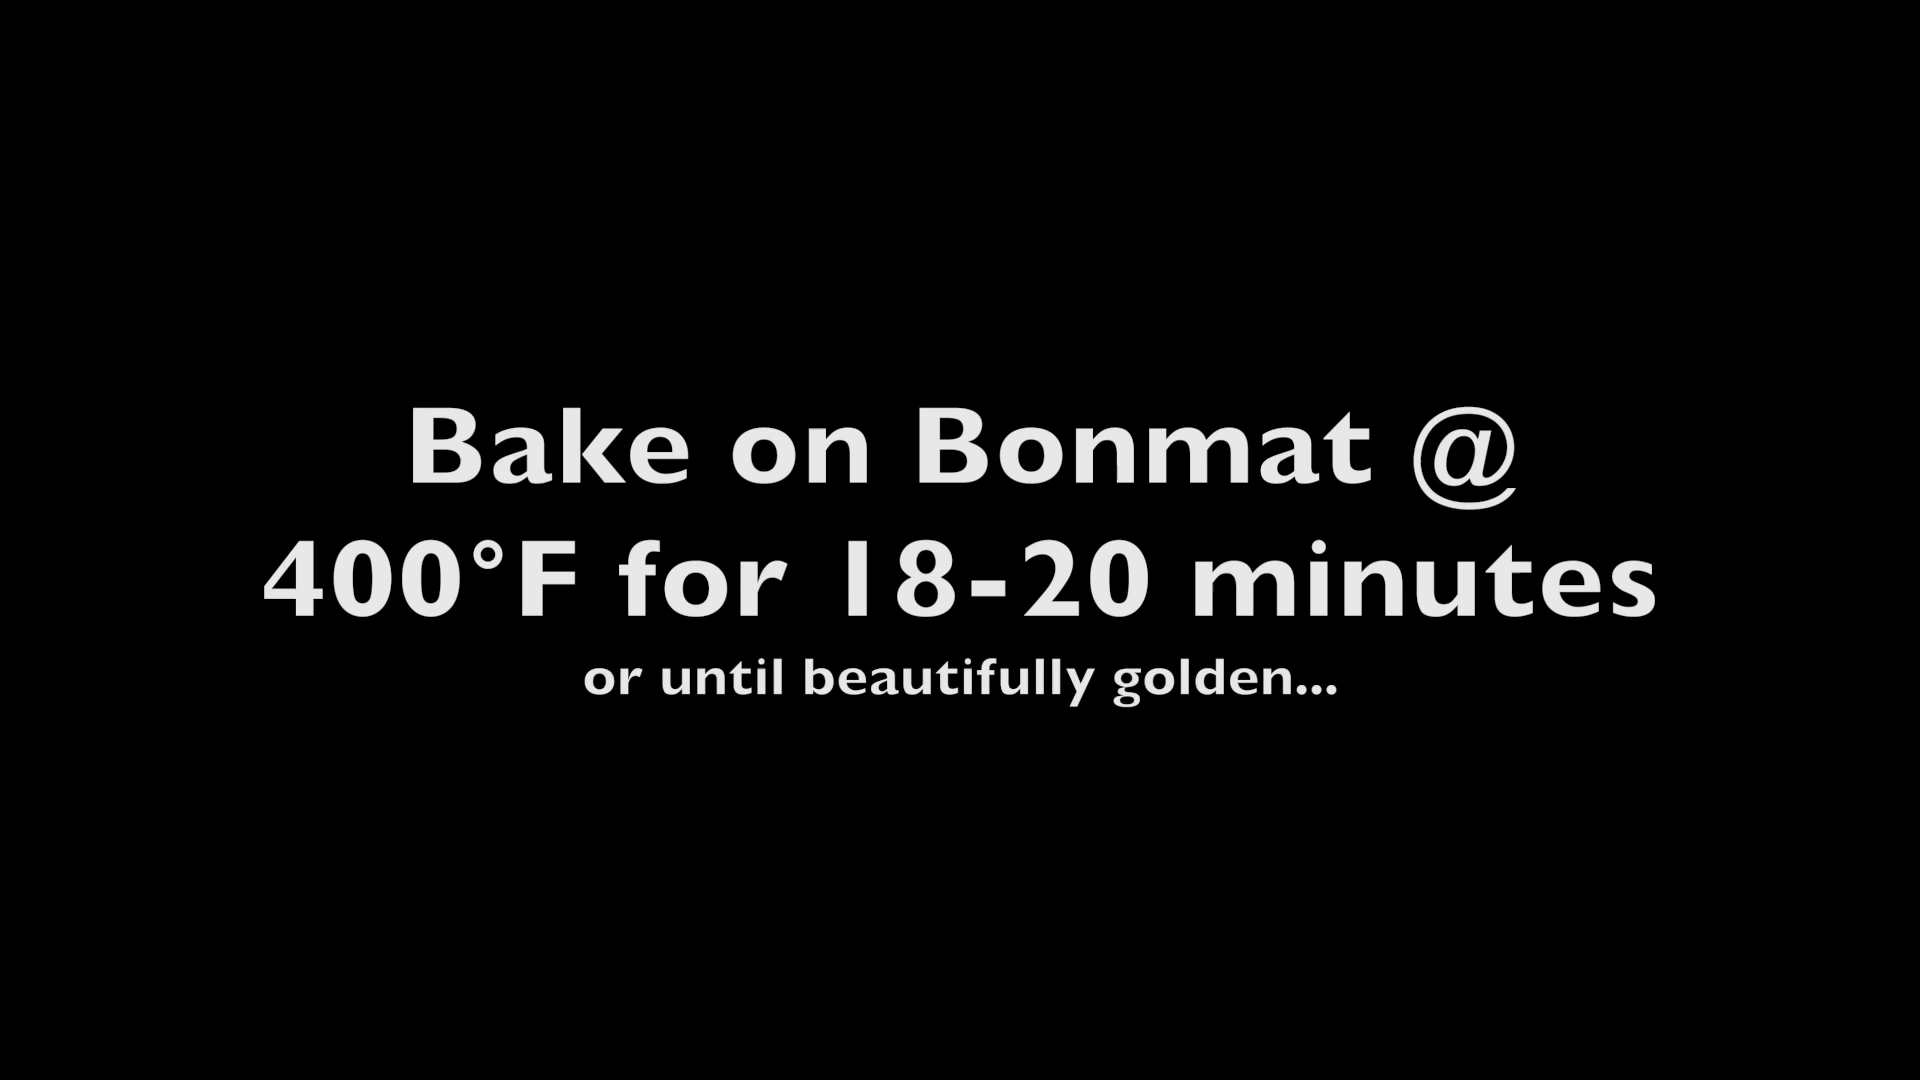 Bake on Bonmat @
400°F for 18-20 minutes
or until beautifully golden...